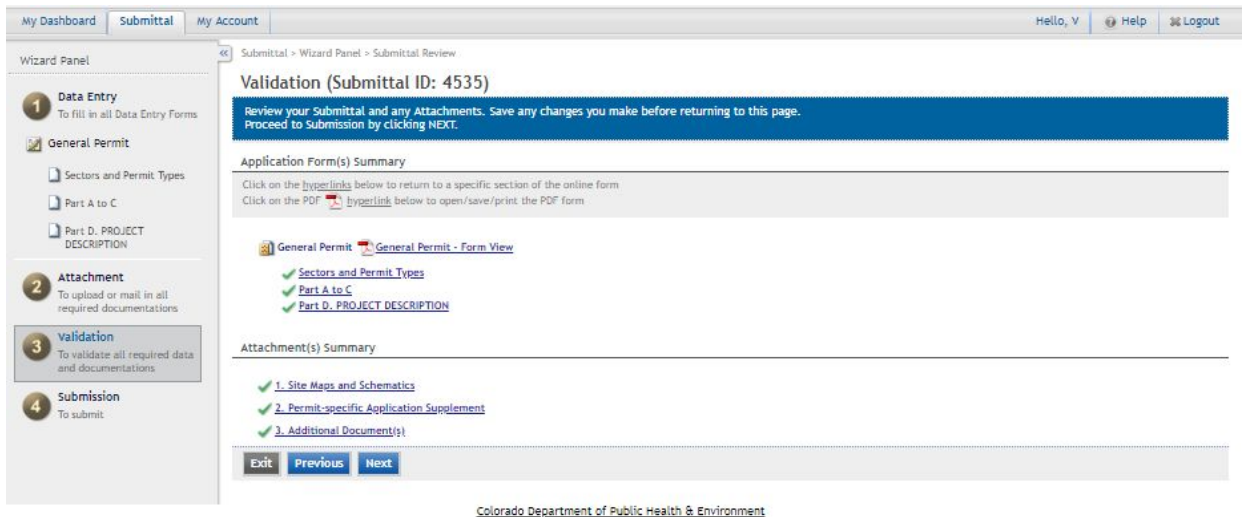 My Dashboard Submittal My Account Hello, V Help Logout
Wizard Panel
1 Data Entry
To fill in all Data Entry Forms
General Permit
Sectors and Permit Types
Part A to C
Part D. PROJECT
DESCRIPTION
2 Attachment
To upload or mail in all
required documentations
3 Validation
To validate all required data
and documentations
4 Submission
To submit
Submittal > Wizard Panel > Submittal Review
Validation (Submittal ID: 4535)
Review your Submittal and any Attachments. Save any changes you make before returning to this page.
Proceed to Submission by clicking NEXT.
Application Form(s) Summary
Click on the hyperlinks below to return to a specific section of the online form
Click on the PDF hyperlink below to open/save/print the PDF form
General Permit General Permit - Form View
Sectors and Permit Types
Part A to C
Part D. PROJECT DESCRIPTION
Attachment(s) Summary
1. Site Maps and Schematics
2. Permit-specific Application Supplement
3. Additional Document(s)
Exit Previous Next
Colorado Department of Public Health & Environment